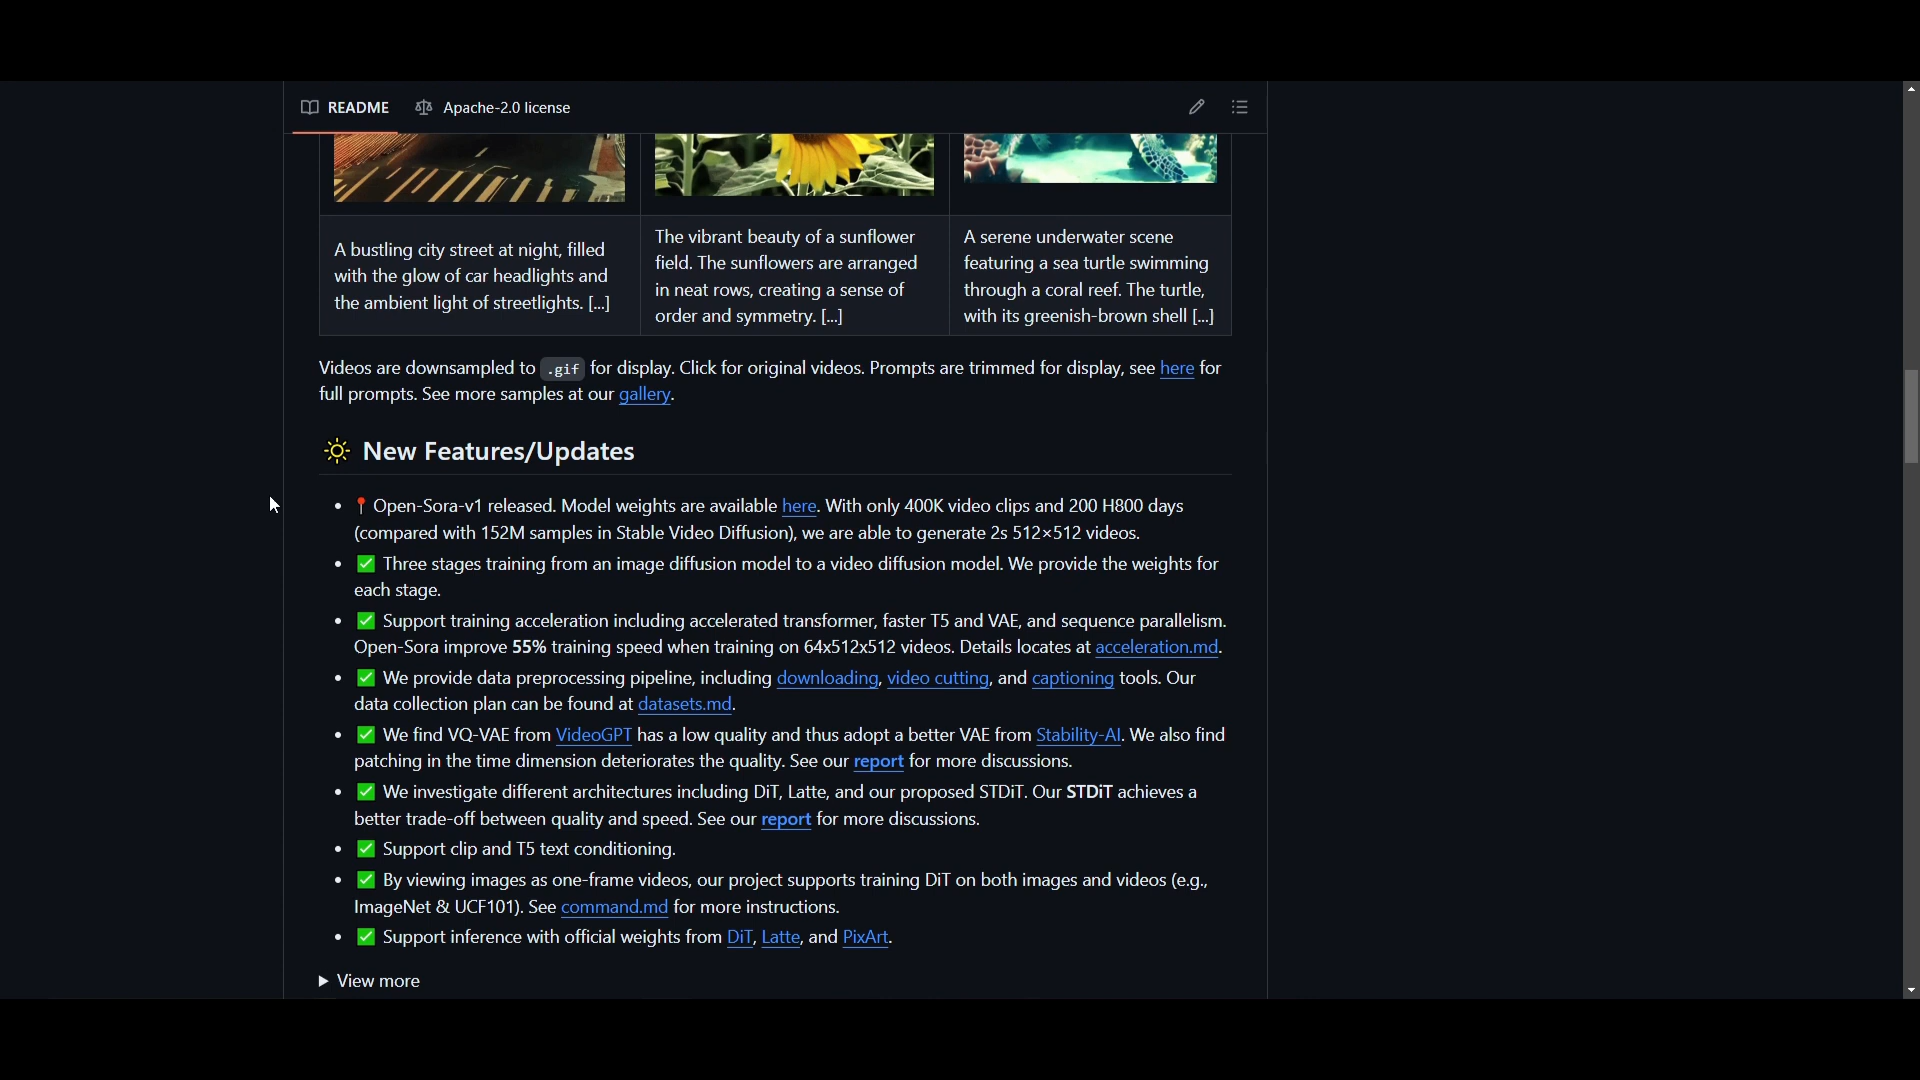 README Apache-2.0 license
A bustling city street at night, filled
with the glow of car headlights and
the ambient light of streetlights. [...]
The vibrant beauty of a sunflower
field. The sunflowers are arranged
in neat rows, creating a sense of
order and symmetry. [...]
A serene underwater scene
featuring a sea turtle swimming
through a coral reef. The turtle,
with its greenish-brown shell [...]
Videos are downsampled to .gif for display. Click for original videos. Prompts are trimmed for display, see here for
full prompts. See more samples at our gallery.
New Features/Updates
• 📍 Open-Sora-v1 released. Model weights are available here. With only 400K video clips and 200 H800 days
(compared with 152M samples in Stable Video Diffusion), we are able to generate 2s 512×512 videos.
• ✅ Three stages training from an image diffusion model to a video diffusion model. We provide the weights for
each stage.
• ✅ Support training acceleration including accelerated transformer, faster T5 and VAE, and sequence parallelism.
Open-Sora improve 55% training speed when training on 64x512x512 videos. Details locates at acceleration.md.
• ✅ We provide data preprocessing pipeline, including downloading, video cutting, and captioning tools. Our
data collection plan can be found at datasets.md.
• ✅ We find VQ-VAE from VideoGPT has a low quality and thus adopt a better VAE from Stability-AI. We also find
patching in the time dimension deteriorates the quality. See our report for more discussions.
• ✅ We investigate different architectures including DiT, Latte, and our proposed STDiT. Our STDiT achieves a
better trade-off between quality and speed. See our report for more discussions.
• ✅ Support clip and T5 text conditioning.
• ✅ By viewing images as one-frame videos, our project supports training DiT on both images and videos (e.g.,
ImageNet & UCF101). See command.md for more instructions.
• ✅ Support inference with official weights from DiT, Latte, and PixArt.
▶ View more